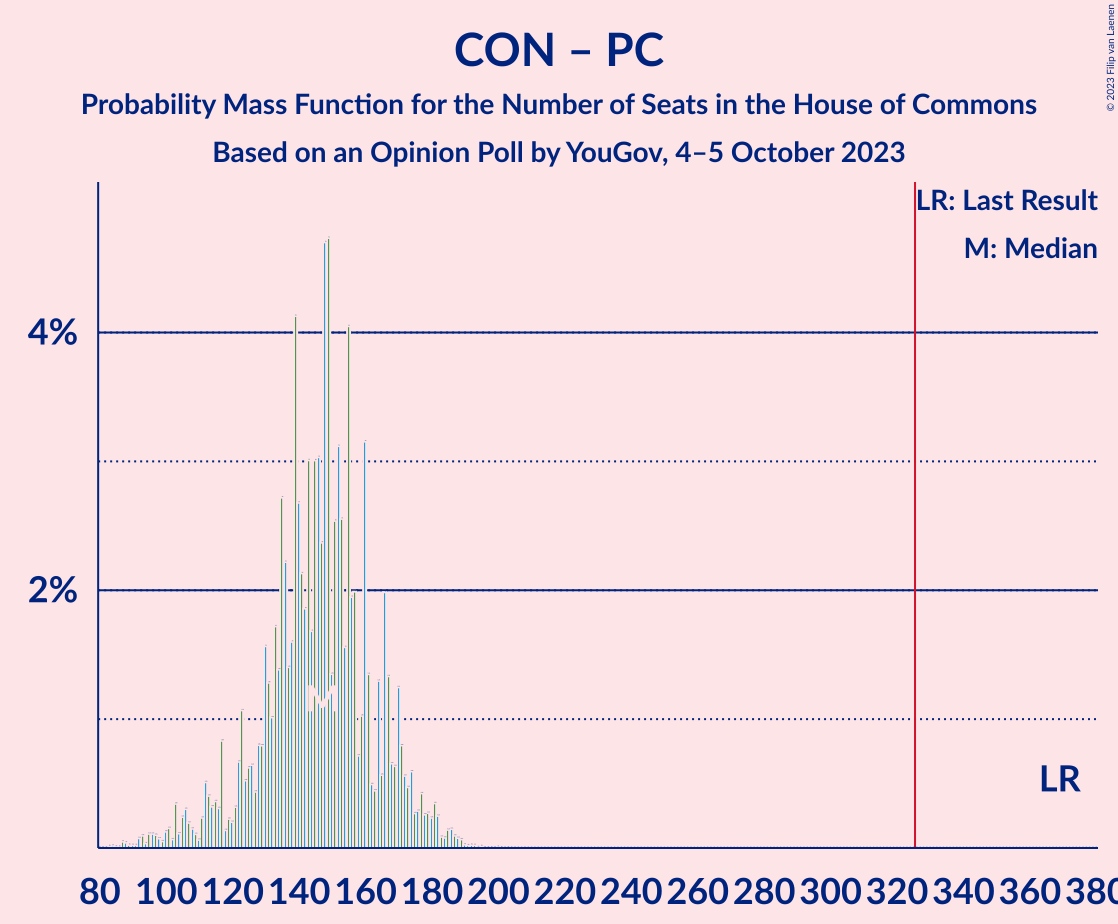 CON – PC
Probability Mass Function for the Number of Seats in the House of Commons
Based on an Opinion Poll by YouGov, 4–5 October 2023
© 2023 Filip van Laenen
LR: Last Result
M: Median
4%
2%
LR
M
80 100 120 140 160 180 200 220 240 260 280 300 320 340 360 380